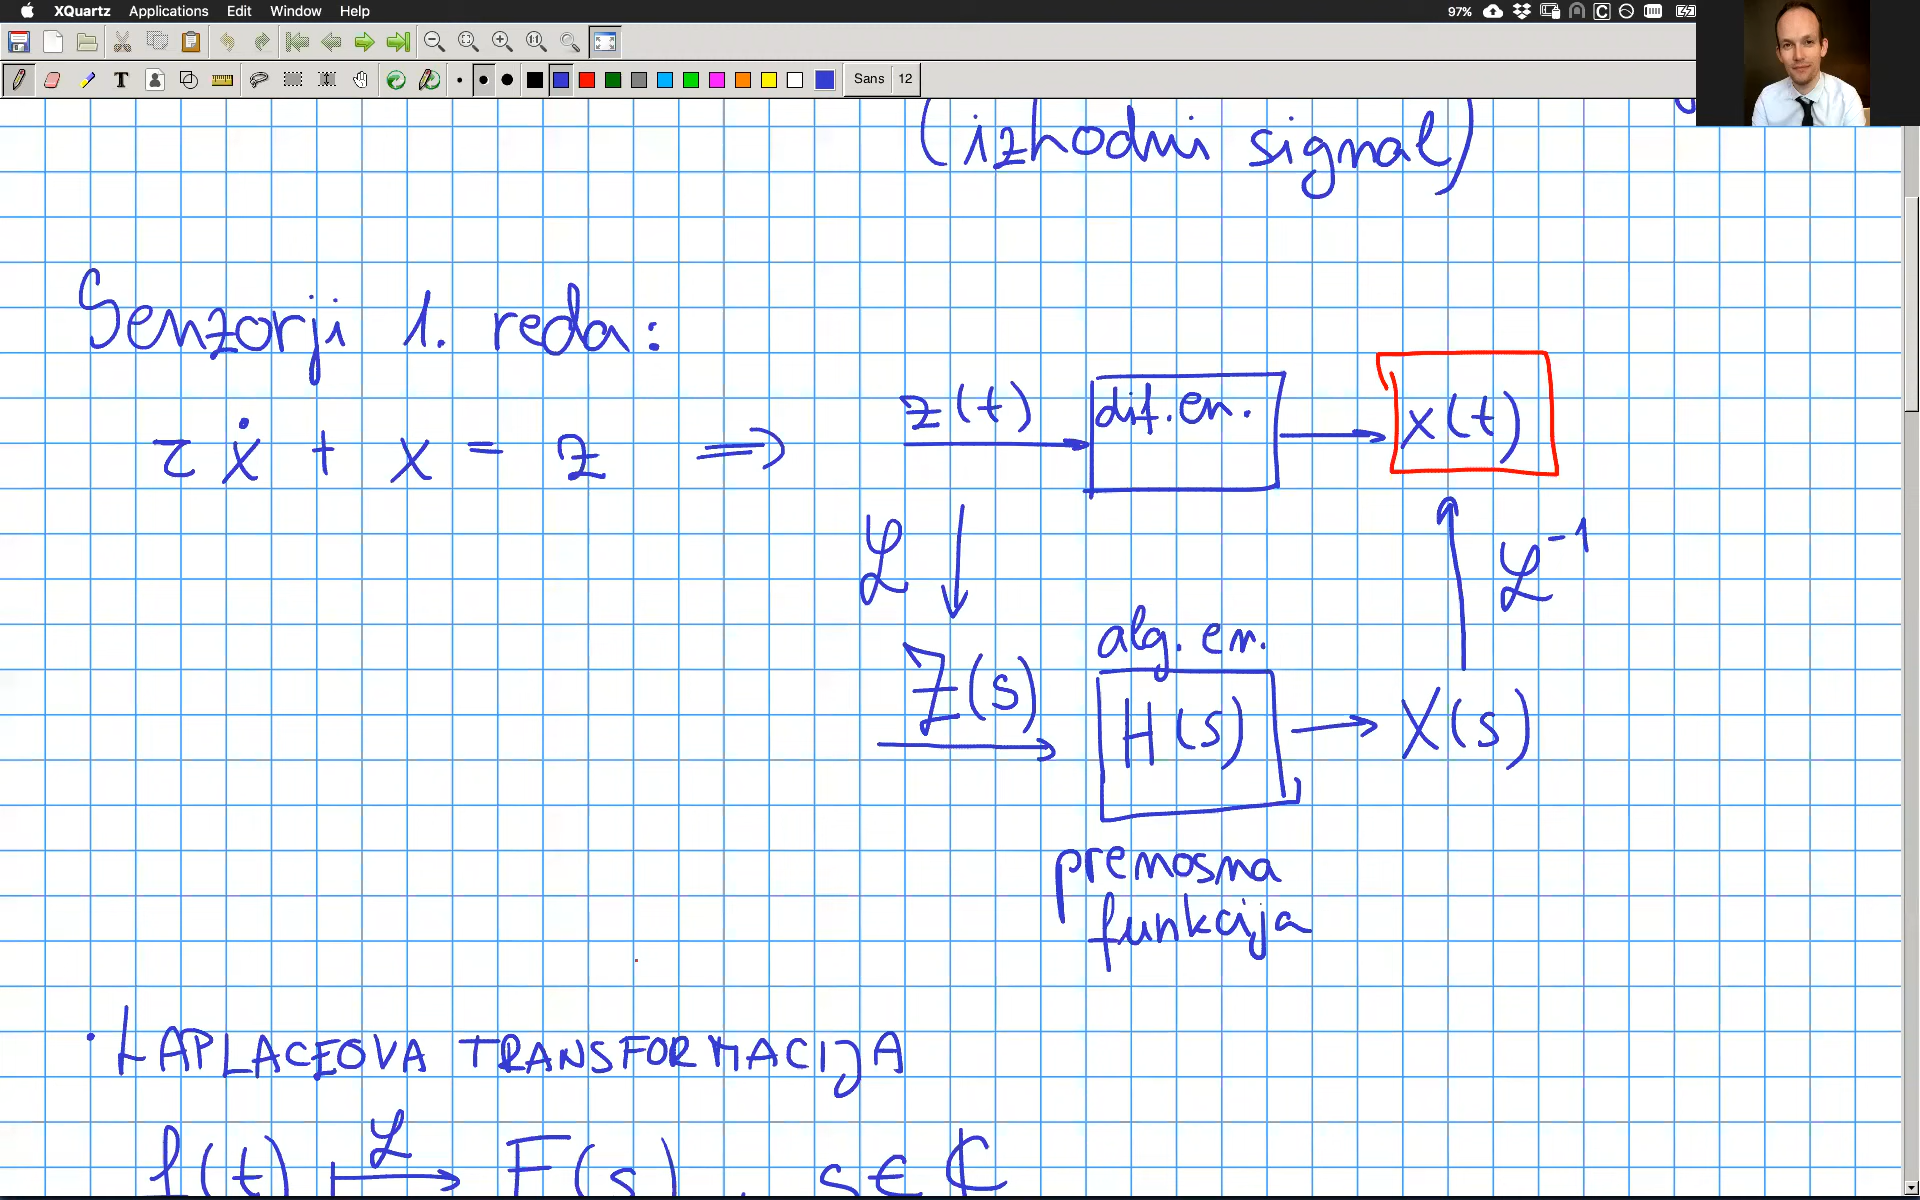 XQuartz Applications Edit Window Help
97%
Sans 12
(izhodni signal)
Senzorji 1. reda:
τẋ + x = z ⟹
z(t)
dif. en.
x(t)
ℒ
ℒ⁻¹
alg. en.
Z(s)
H(s)
X(s)
prenosna
funkcija
· LAPLACEOVA TRANSFORMACIJA
f(t) ℒ F(s), s∈ℂ